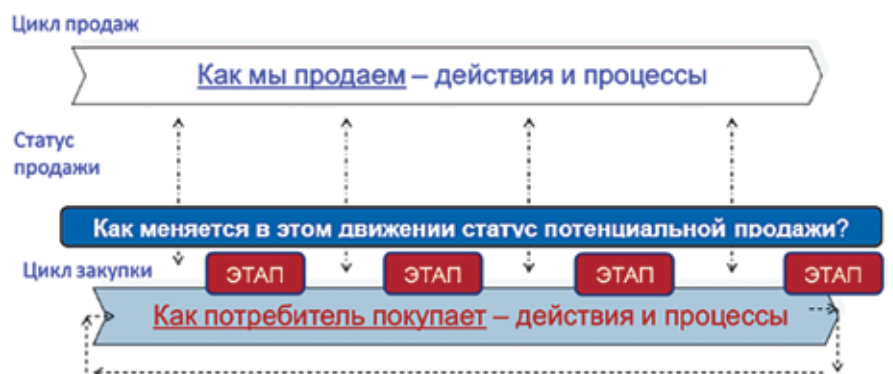 Цикл продаж
Как мы продаем – действия и процессы
Статус
продажи
Как меняется в этом движении статус потенциальной продажи?
Цикл закупки
ЭТАП
ЭТАП
ЭТАП
ЭТАП
Как потребитель покупает – действия и процессы